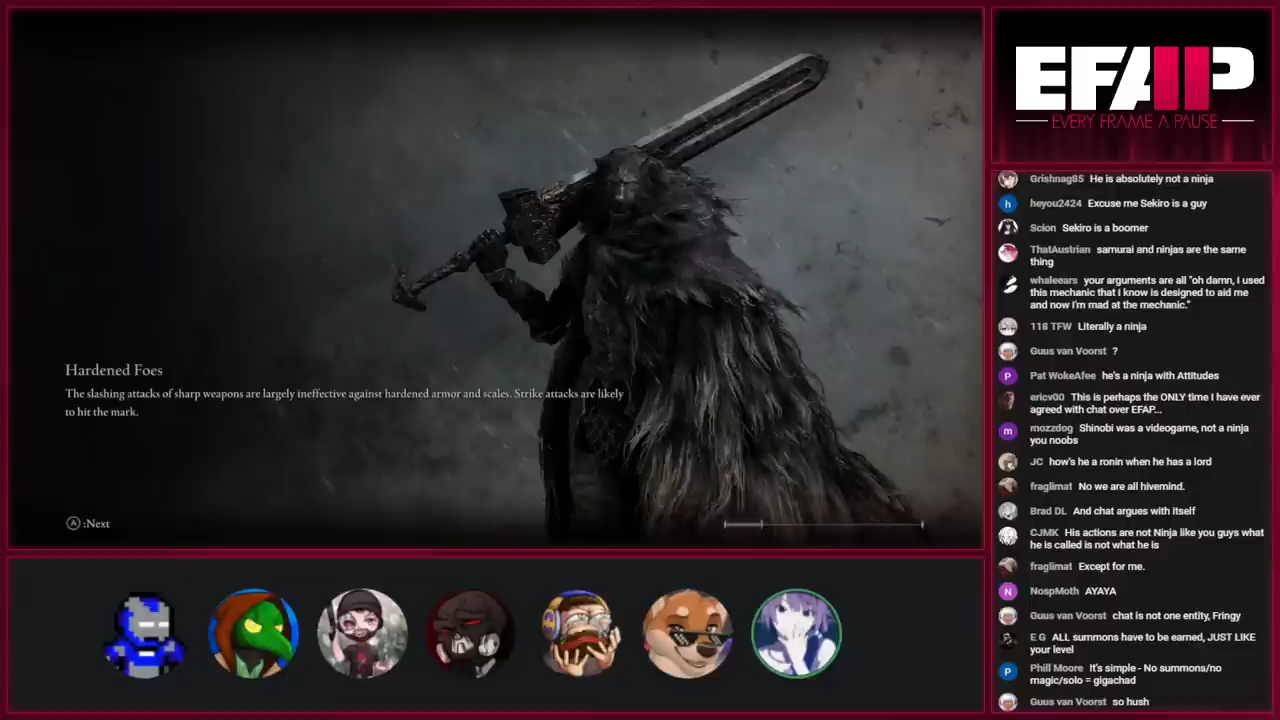 EFAP
EVERY FRAME A PAUSE
Hardened Foes
The slashing attacks of sharp weapons are largely ineffective against hardened armor and scales. Strike attacks are likely
to hit the mark.
A :Next
Grishnag85 He is absolutely not a ninja
h heyou2424 Excuse me Sekiro is a guy
Scion Sekiro is a boomer
ThatAustrian samurai and ninjas are the same
thing
whaleears your arguments are all "oh damn, I used
this mechanic that I know is designed to aid me
and now I'm mad at the mechanic."
118 TFW Literally a ninja
Guus van Voorst ?
P Pat WokeAfee he's a ninja with Attitudes
ericv00 This is perhaps the ONLY time I have ever
agreed with chat over EFAP...
m mozzdog Shinobi was a videogame, not a ninja
you noobs
JC how's he a ronin when he has a lord
fraglimat No we are all hivemind.
Brad DL And chat argues with itself
CJMK His actions are not Ninja like you guys what
he is called is not what he is
fraglimat Except for me.
N NospMoth AYAYA
Guus van Voorst chat is not one entity, Fringy
E G ALL summons have to be earned, JUST LIKE
your level
P Phill Moore It's simple - No summons/no
magic/solo = gigachad
Guus van Voorst so hush